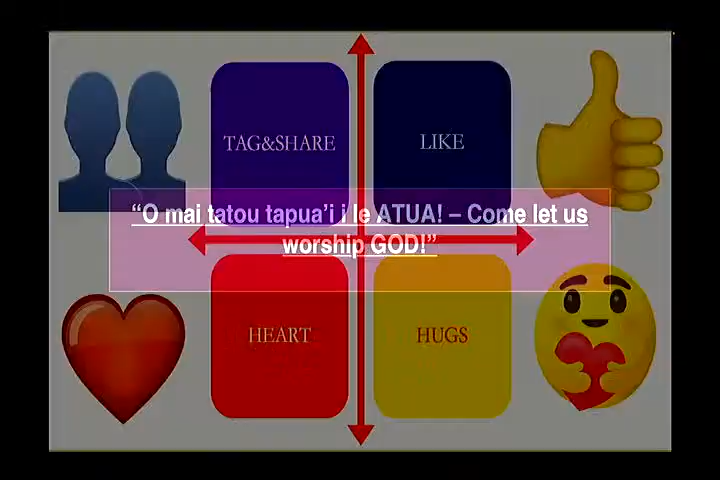 TAG&SHARE
LIKE
“O mai tatou tapua’i i le ATUA! – Come let us
worship GOD!”
HEART
HUGS